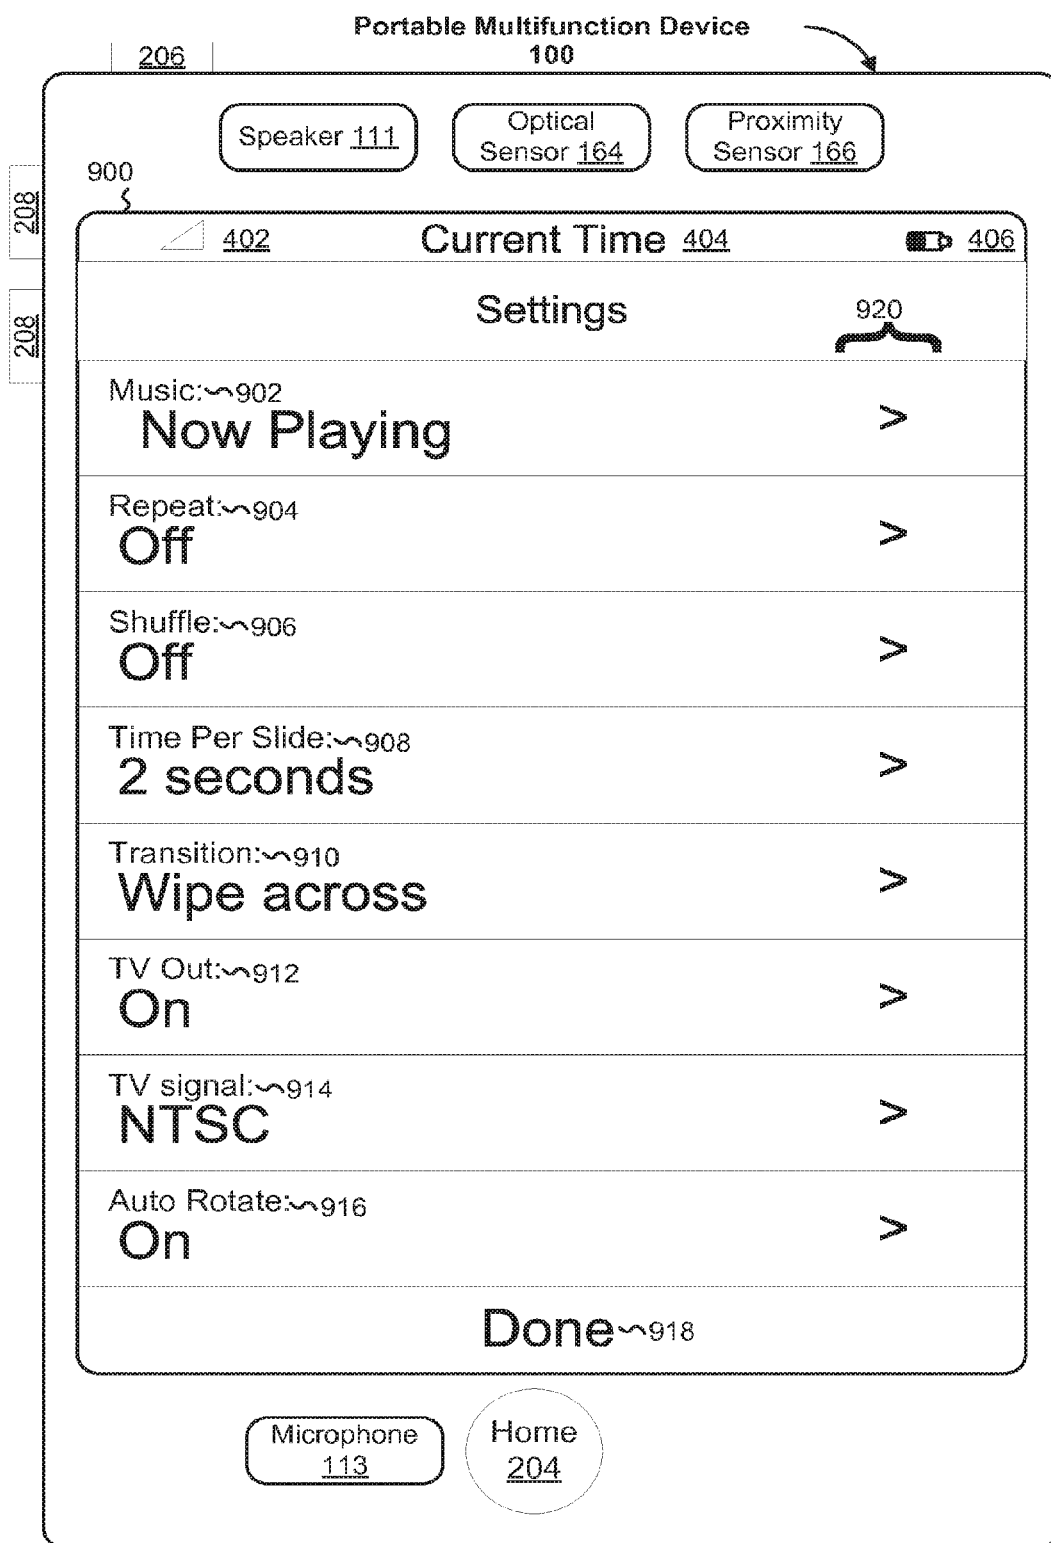 Portable Multifunction Device
100
206
Speaker 111
Optical
Sensor 164
Proximity
Sensor 166
900
208
208
402
Current Time 404
406
Settings
920
Music: 902
Now Playing
>
Repeat: 904
Off
>
Shuffle: 906
Off
>
Time Per Slide: 908
2 seconds
>
Transition: 910
Wipe across
>
TV Out: 912
On
>
TV signal: 914
NTSC
>
Auto Rotate: 916
On
>
Done 918
Microphone
113
Home
204